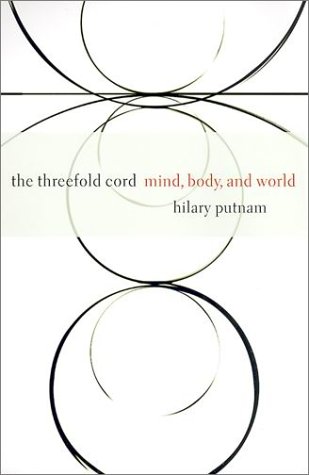 the threefold cord mind, body, and world
hilary putnam